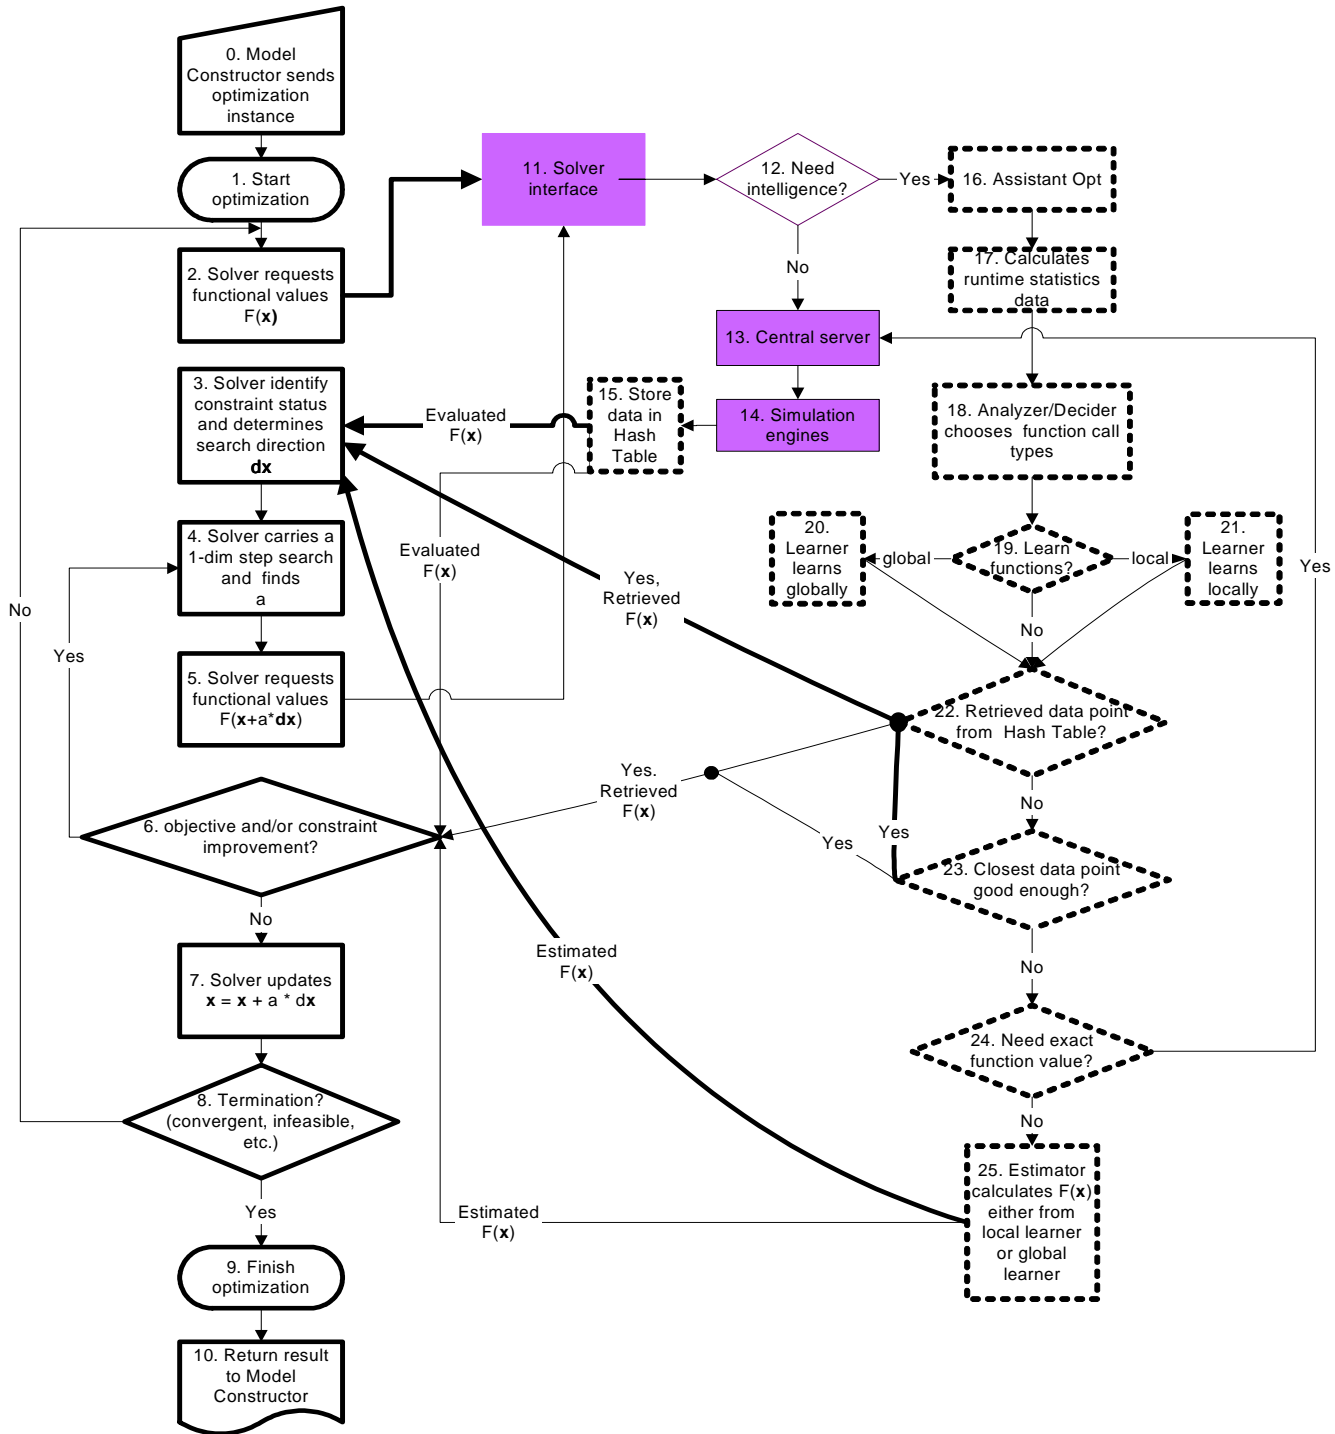 0. Model
Constructor sends
optimization
instance
1. Start
optimization
2. Solver requests
functional values
F(x)
3. Solver identify
constraint status
and determines
search direction
dx
4. Solver carries a
1-dim step search
and finds
a
5. Solver requests
functional values
F(x+a*dx)
6. objective and/or constraint
improvement?
Yes
No
No
7. Solver updates
x = x + a * dx
8. Termination?
(convergent, infeasible,
etc.)
Yes
9. Finish
optimization
10. Return result
to Model
Constructor
11. Solver
interface
12. Need
intelligence?
Yes
No
13. Central server
14. Simulation
engines
15. Store
data in
Hash
Table
Evaluated
F(x)
Evaluated
F(x)
16. Assistant Opt
17. Calculates
runtime statistics
data
18. Analyzer/Decider
chooses function call
types
19. Learn
functions?
global
local
No
20.
Learner
learns
globally
21.
Learner
learns
locally
Yes
22. Retrieved data point
from Hash Table?
Yes,
Retrieved
F(x)
Yes.
Retrieved
F(x)
No
Yes
Yes
23. Closest data point
good enough?
No
24. Need exact
function value?
No
25. Estimator
calculates F(x)
either from
local learner
or global
learner
Estimated
F(x)
Estimated
F(x)